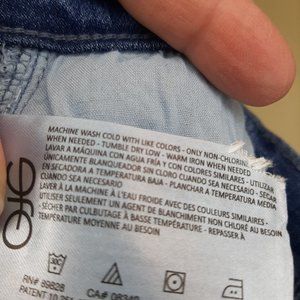 MACHINE WASH COLD WITH LIKE COLORS - ONLY NON-CHLORINE
WHEN NEEDED - TUMBLE DRY LOW - WARM IRON WHEN NEEDED
LAVAR A MÁQUINA CON AGUA FRÍA Y CON COLORES SIMILARES - UTILIZAR
ÚNICAMENTE BLANQUEADOR SIN CLORO CUANDO SEA NECESARIO - SECAR
EN SECADORA A TEMPERATURA BAJA - PLANCHAR A TEMPERATURA MEDIA
CUANDO SEA NECESARIO
LAVER À LA MACHINE À L'EAU FROIDE AVEC DES COULEURS SIMILAIRES -
UTILISER SEULEMENT UN AGENT DE BLANCHIMENT NON CHLORÉ AU BESOIN
- SÉCHER PAR CULBUTAGE À BASSE TEMPÉRATURE - REPASSER À
TEMPÉRATURE MOYENNE AU BESOIN
RN# 89828 CA#
PATENT